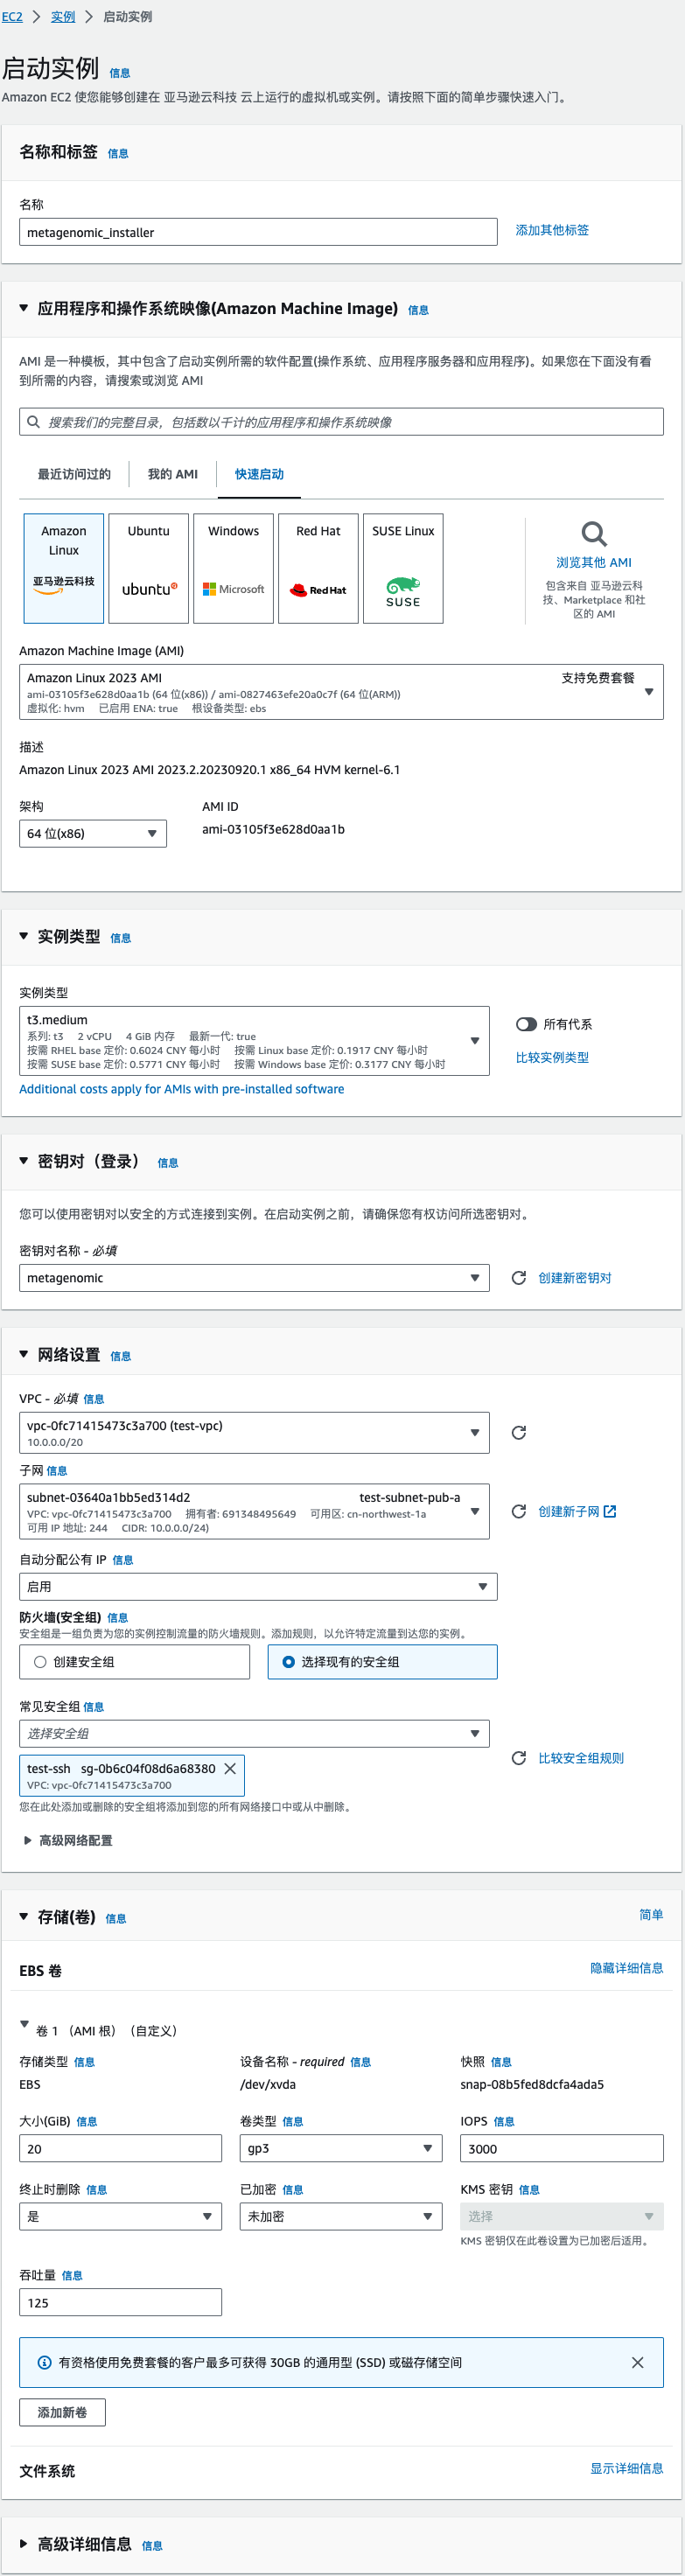 EC2 > 实例 > 启动实例
启动实例 信息
Amazon EC2 使您能够创建在 亚马逊云科技 云上运行的虚拟机或实例。请按照下面的简单步骤快速入门。
名称和标签 信息
名称
metagenomic_installer 添加其他标签
应用程序和操作系统映像(Amazon Machine Image) 信息
AMI 是一种模板，其中包含了启动实例所需的软件配置(操作系统、应用程序服务器和应用程序)。如果您在下面没有看
到所需的内容，请搜索或浏览 AMI
搜索我们的完整目录，包括数以千计的应用程序和操作系统映像
最近访问过的 我的 AMI 快速启动
Amazon Linux
亚马逊云科技
Ubuntu
ubuntu
Windows
Microsoft
Red Hat
RedHat
SUSE Linux
SUSE
浏览其他 AMI
包含来自 亚马逊云科
技、Marketplace 和社
区的 AMI
Amazon Machine Image (AMI)
Amazon Linux 2023 AMI 支持免费套餐
ami-03105f3e628d0aa1b (64 位(x86)) / ami-0827463efe20a0c7f (64 位(ARM))
虚拟化: hvm 已启用 ENA: true 根设备类型: ebs
描述
Amazon Linux 2023 AMI 2023.2.20230920.1 x86_64 HVM kernel-6.1
架构 AMI ID
64 位(x86) ami-03105f3e628d0aa1b
实例类型 信息
实例类型
t3.medium
系列: t3 2 vCPU 4 GiB 内存 最新一代: true
按需 RHEL base 定价: 0.6024 CNY 每小时 按需 Linux base 定价: 0.1917 CNY 每小时
按需 SUSE base 定价: 0.5771 CNY 每小时 按需 Windows base 定价: 0.3177 CNY 每小时
所有代系
比较实例类型
Additional costs apply for AMIs with pre-installed software
密钥对（登录） 信息
您可以使用密钥对以安全的方式连接到实例。在启动实例之前，请确保您有权访问所选密钥对。
密钥对名称 - 必填
metagenomic 创建新密钥对
网络设置 信息
VPC - 必填 信息
vpc-0fc71415473c3a700 (test-vpc)
10.0.0.0/20
子网 信息
subnet-03640a1bb5ed314d2 test-subnet-pub-a
VPC: vpc-0fc71415473c3a700 拥有者: 691348495649 可用区: cn-northwest-1a
可用 IP 地址: 244 CIDR: 10.0.0.0/24)
创建新子网
自动分配公有 IP 信息
启用
防火墙(安全组) 信息
安全组是一组负责为您的实例控制流量的防火墙规则。添加规则，以允许特定流量到达您的实例。
创建安全组 选择现有的安全组
常见安全组 信息
选择安全组
test-ssh sg-0b6c04f08d6a68380
VPC: vpc-0fc71415473c3a700
比较安全组规则
您在此处添加或删除的安全组将添加到您的所有网络接口中或从中删除。
高级网络配置
存储(卷) 信息 简单
EBS 卷 隐藏详细信息
卷 1 （AMI 根）（自定义）
存储类型 信息 设备名称 - required 信息 快照 信息
EBS /dev/xvda snap-08b5fed8dcfa4ada5
大小(GiB) 信息 卷类型 信息 IOPS 信息
20 gp3 3000
终止时删除 信息 已加密 信息 KMS 密钥 信息
是 未加密 选择
KMS 密钥仅在此卷设置为已加密后适用。
吞吐量 信息
125
有资格使用免费套餐的客户最多可获得 30GB 的通用型 (SSD) 或磁存储空间
添加新卷
文件系统 显示详细信息
高级详细信息 信息